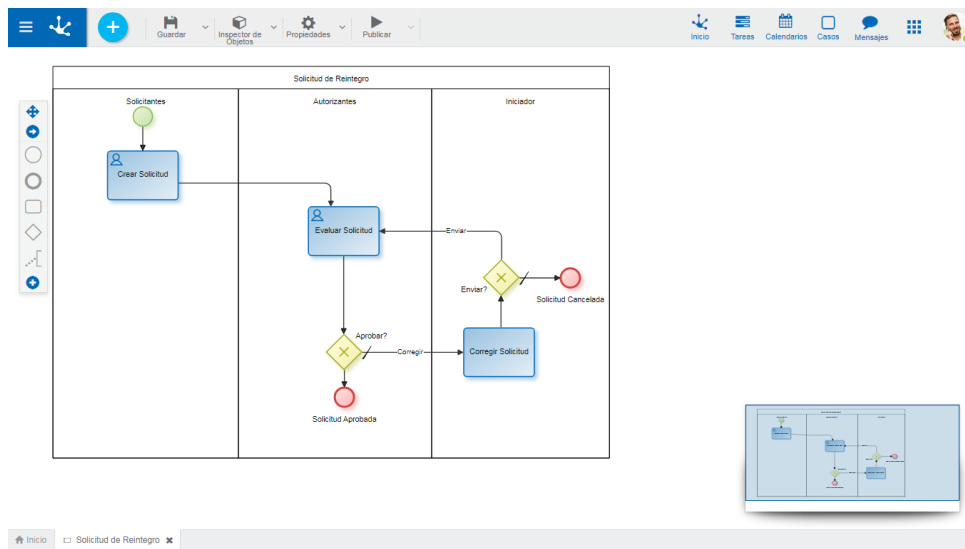 Guardar
Inspector de
Objetos
Propiedades
Publicar
Inicio
Tareas
Calendarios
Casos
Mensajes
Solicitud de Reintegro
Solicitantes
Autorizantes
Iniciador
Crear Solicitud
Evaluar Solicitud
Enviar
Enviar?
Solicitud Cancelada
Aprobar?
Corregir
Corregir Solicitud
Solicitud Aprobada
Inicio
Solicitud de Reintegro